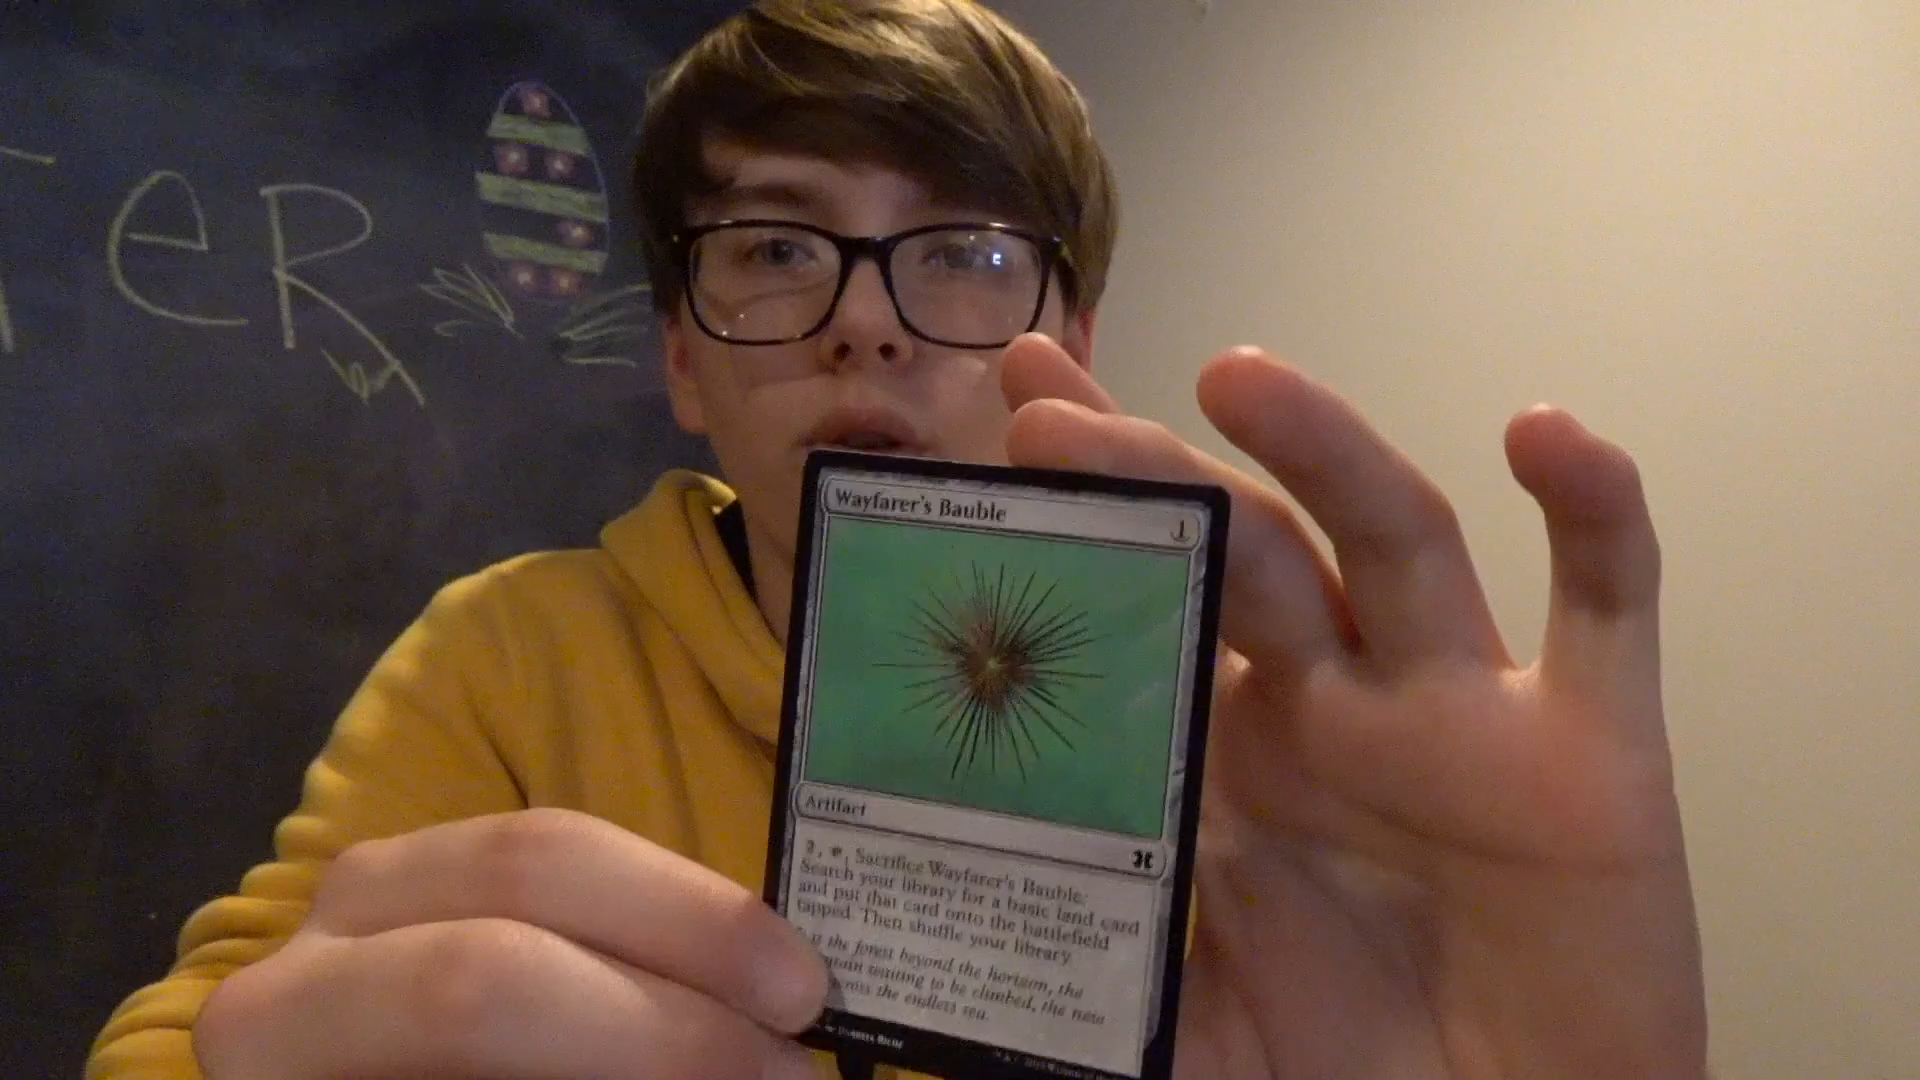 TeR
Wayfarer's Bauble 1
Artifact
2, Sacrifice Wayfarer's Bauble:
Search your library for a basic land card
and put that card onto the battlefield
tapped. Then shuffle your library.
the forest beyond the horizon, the
waiting to be climbed, the new
across the endless sea.